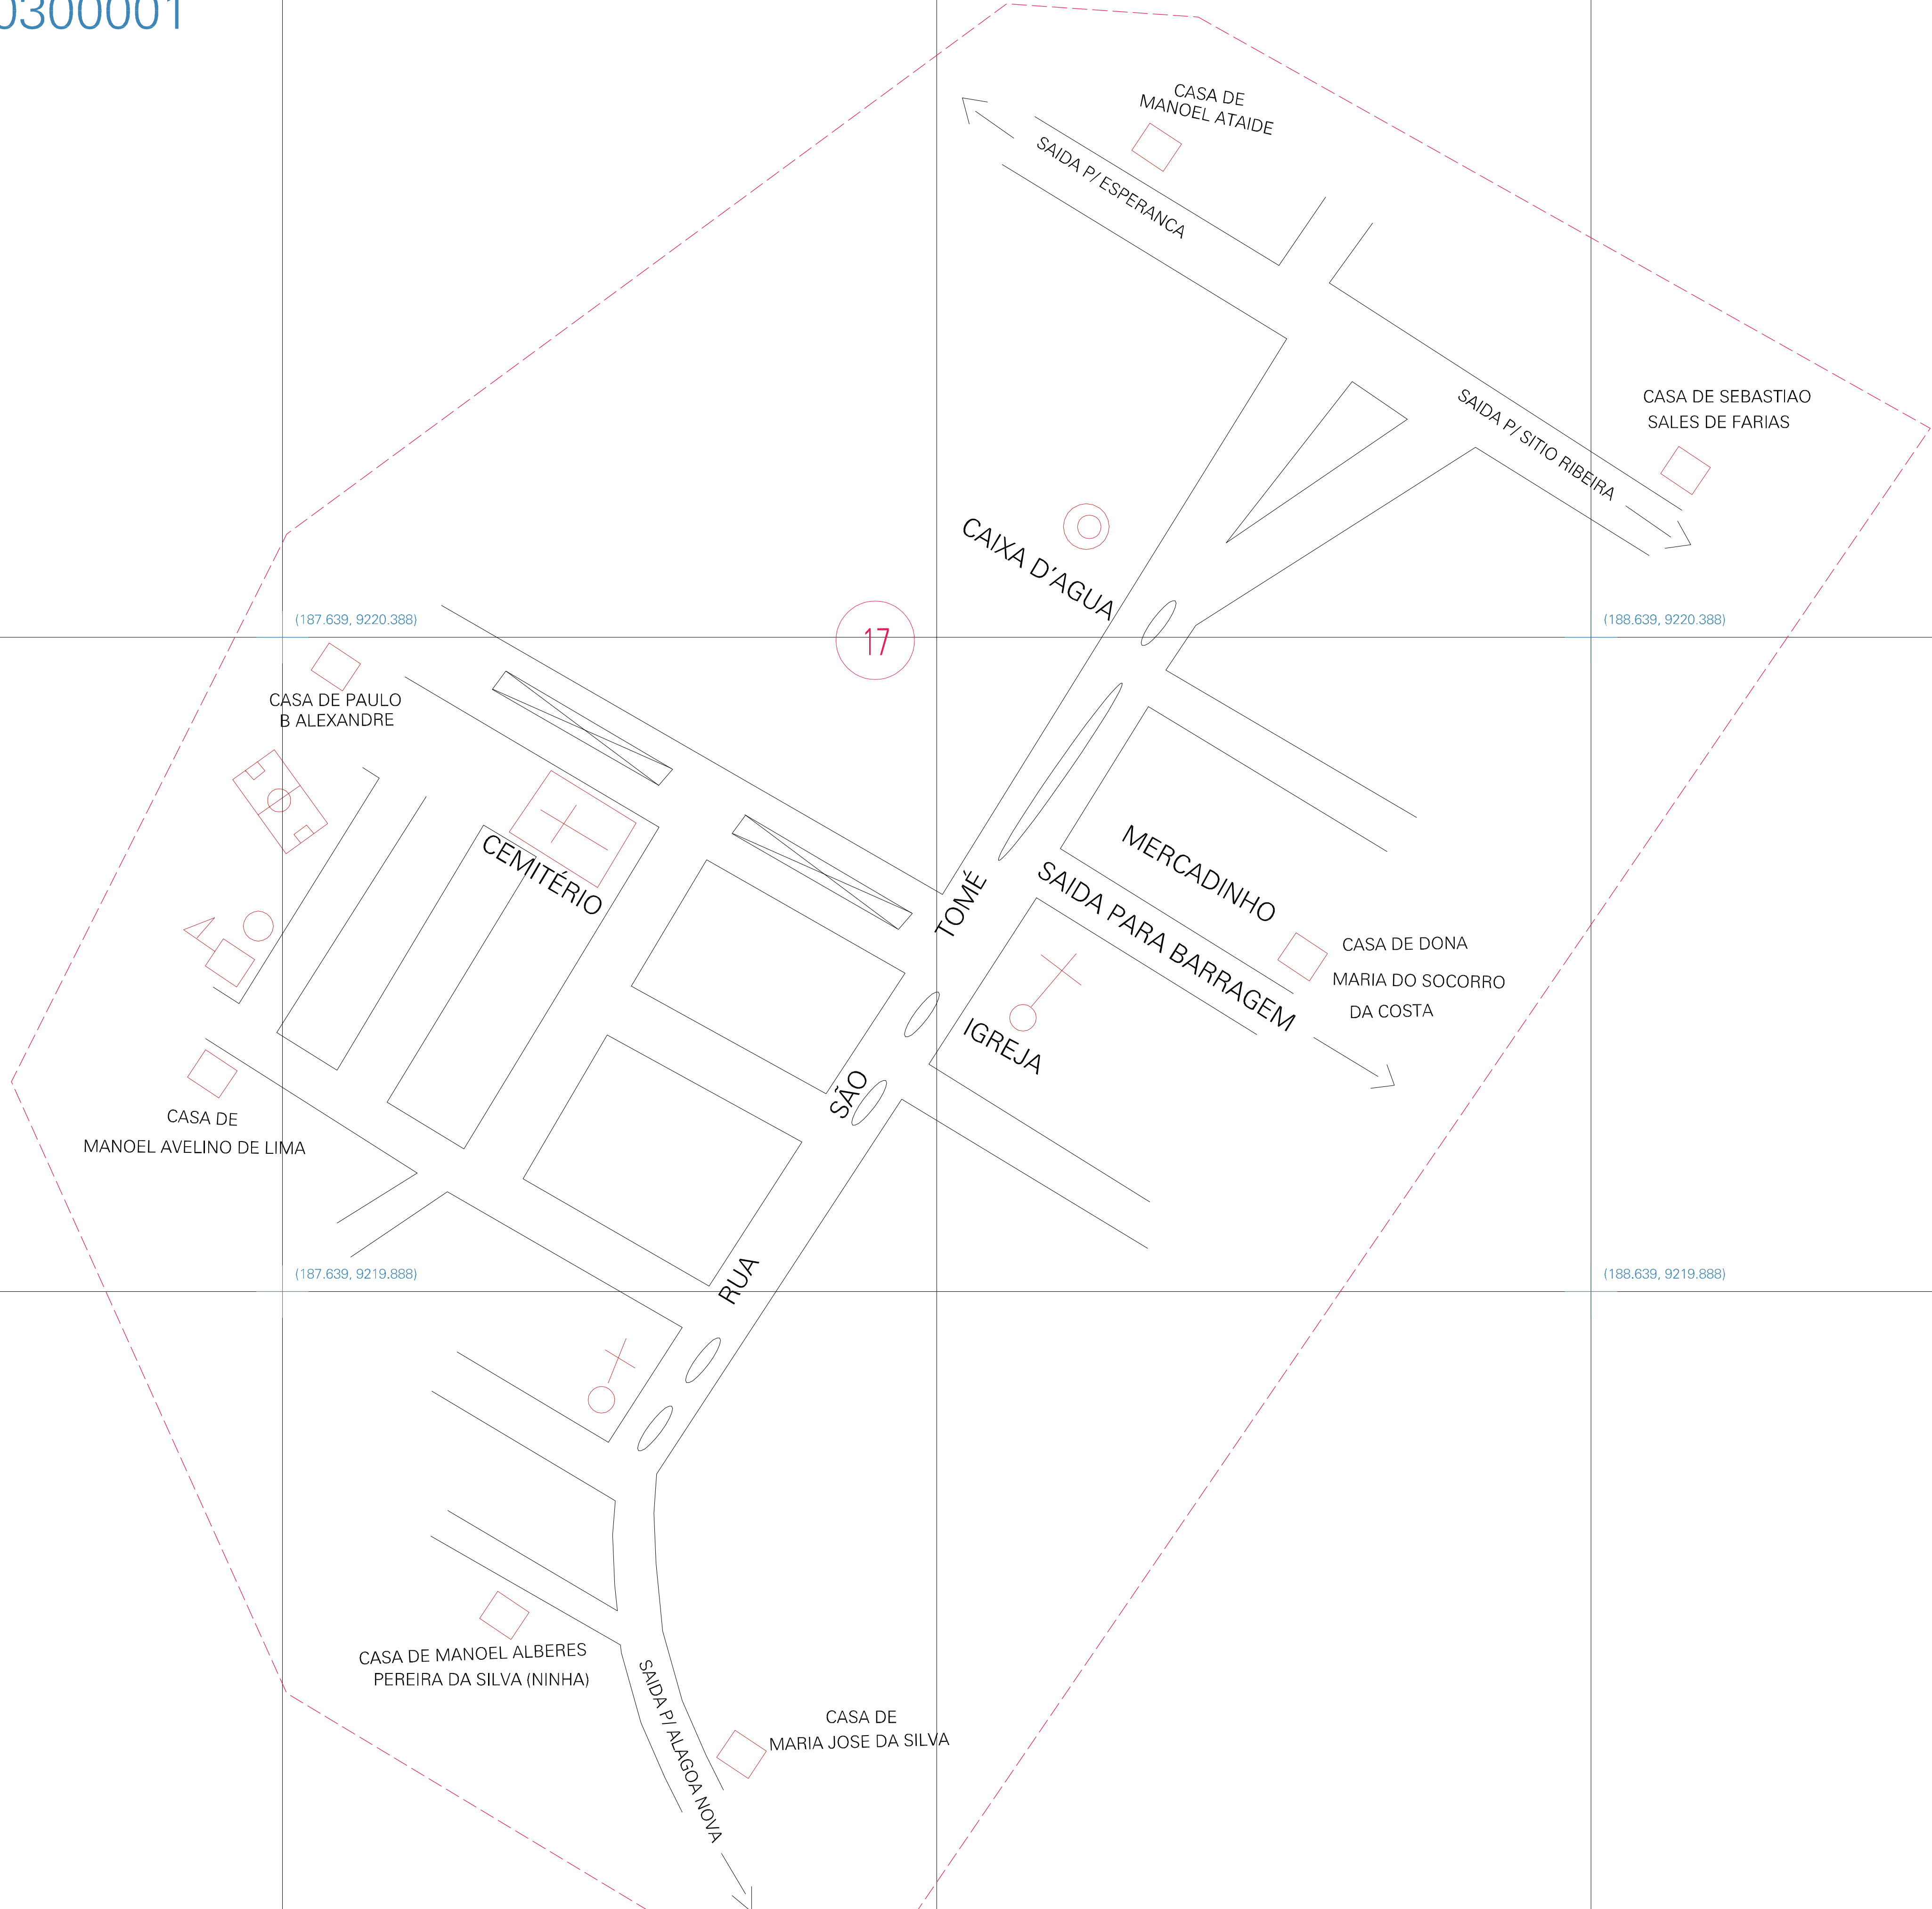 0300001
CASA DE
MANOEL ATAIDE
SAIDA P/ ESPERANCA
CASA DE SEBASTIAO
SALES DE FARIAS
SAIDA P/ SITIO RIBEIRA
CAIXA D'AGUA
(187.639, 9220.388)
17
(188.639, 9220.388)
CASA DE PAULO
B ALEXANDRE
CEMITÉRIO
MERCADINHO
SAIDA PARA BARRAGEM
CASA DE DONA
MARIA DO SOCORRO
DA COSTA
IGREJA
RUA SÃO TOMÉ
CASA DE
MANOEL AVELINO DE LIMA
(187.639, 9219.888)
(188.639, 9219.888)
CASA DE MANOEL ALBERES
PEREIRA DA SILVA (NINHA)
SAIDA P/ ALAGOA NOVA
CASA DE
MARIA JOSE DA SILVA